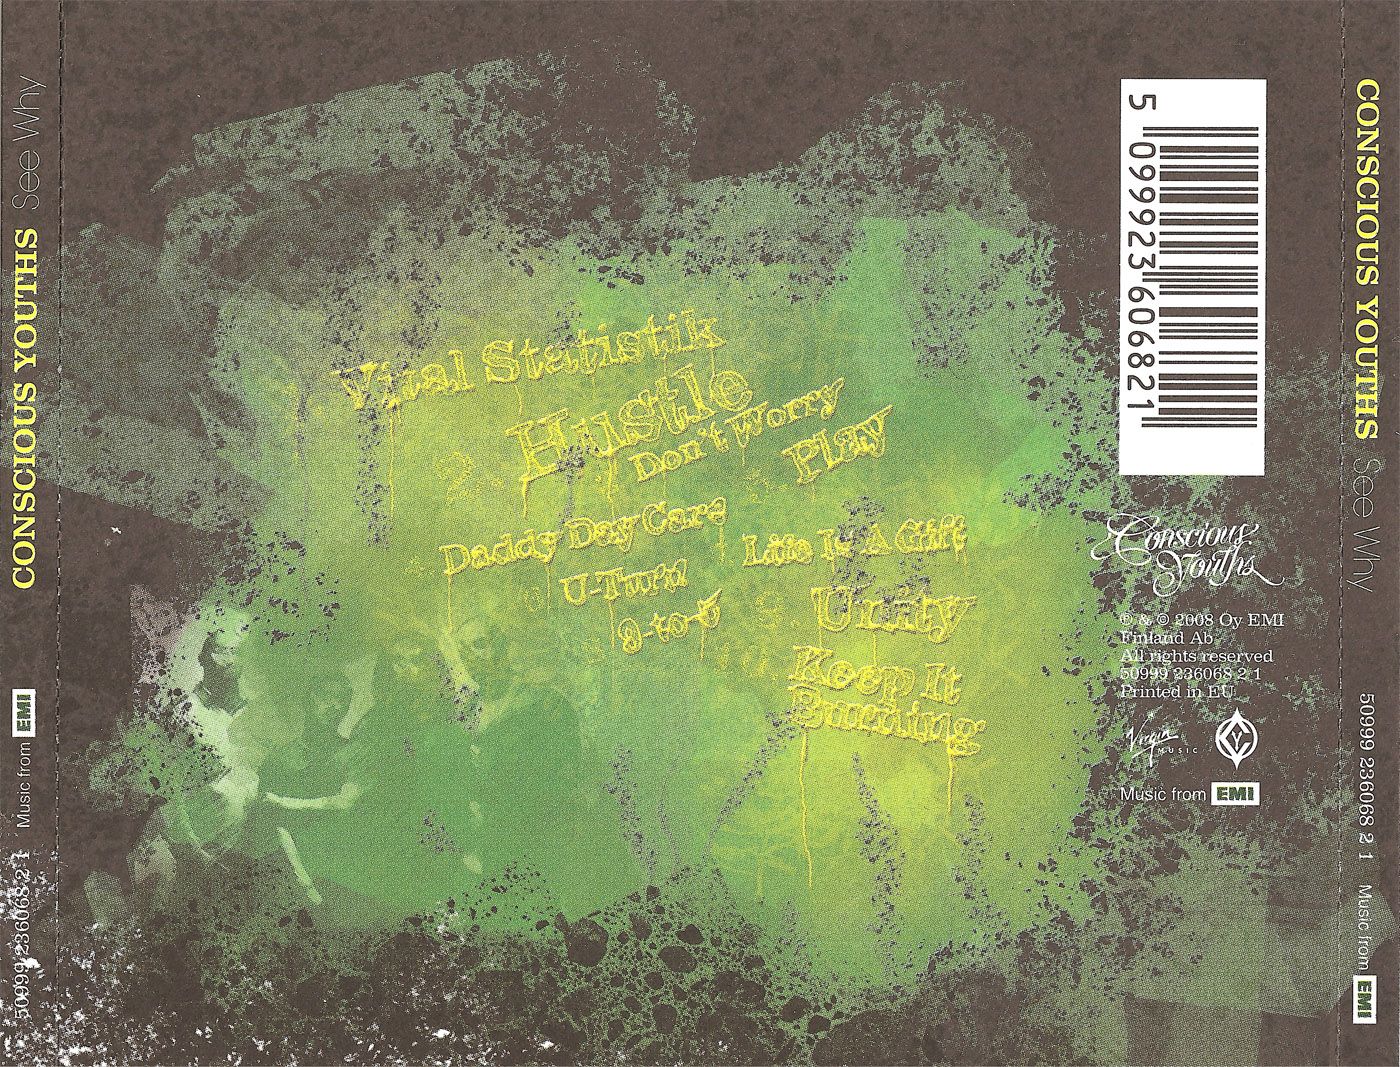 CONSCIOUS YOUTHS See Why
Music from EMI
50999 236068 2 1
Vital Statistik
2. Hustle
Don't Worry
Play
Daddy Day Care
Life Is A Gift
U-Turn
9-to-5
9. Unity
Keep It
Burning
5 099923 606821
Conscious
Youths
℗ & © 2008 Oy EMI
Finland Ab
All rights reserved
50999 236068 2 1
Printed in EU
Virgin
MUSIC
Y
Music from EMI
CONSCIOUS YOUTHS See Why
50999 236068 2 1
Music from EMI